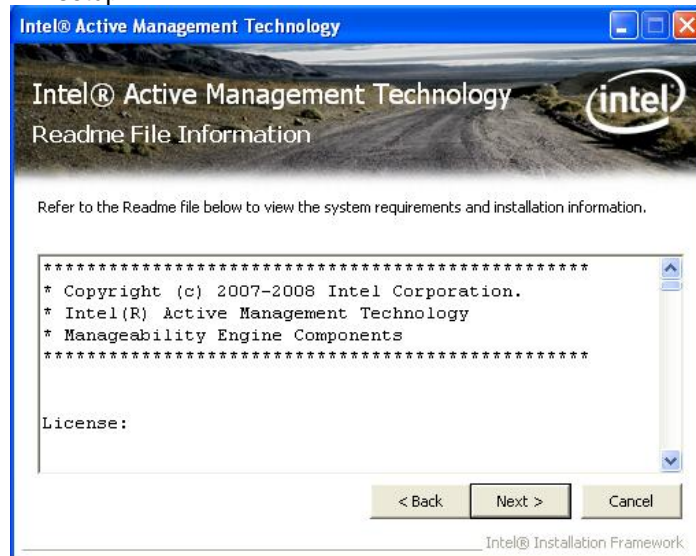 Intel® Active Management Technology
Intel® Active Management Technology
intel
Readme File Information
Refer to the Readme file below to view the system requirements and installation information.
***************************************************
* Copyright (c) 2007-2008 Intel Corporation.
* Intel(R) Active Management Technology
* Manageability Engine Components
***************************************************
License:
< Back Next > Cancel
Intel® Installation Framework